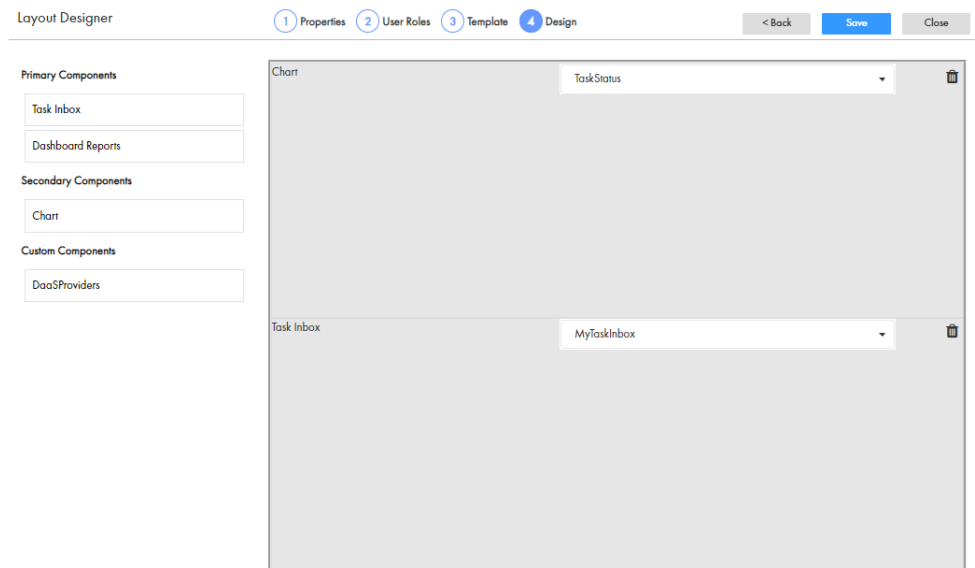 Layout Designer
1 Properties 2 User Roles 3 Template 4 Design
< Back Save Close
Primary Components
Task Inbox
Dashboard Reports
Secondary Components
Chart
Custom Components
DaaSProviders
Chart TaskStatus
Task Inbox MyTaskInbox